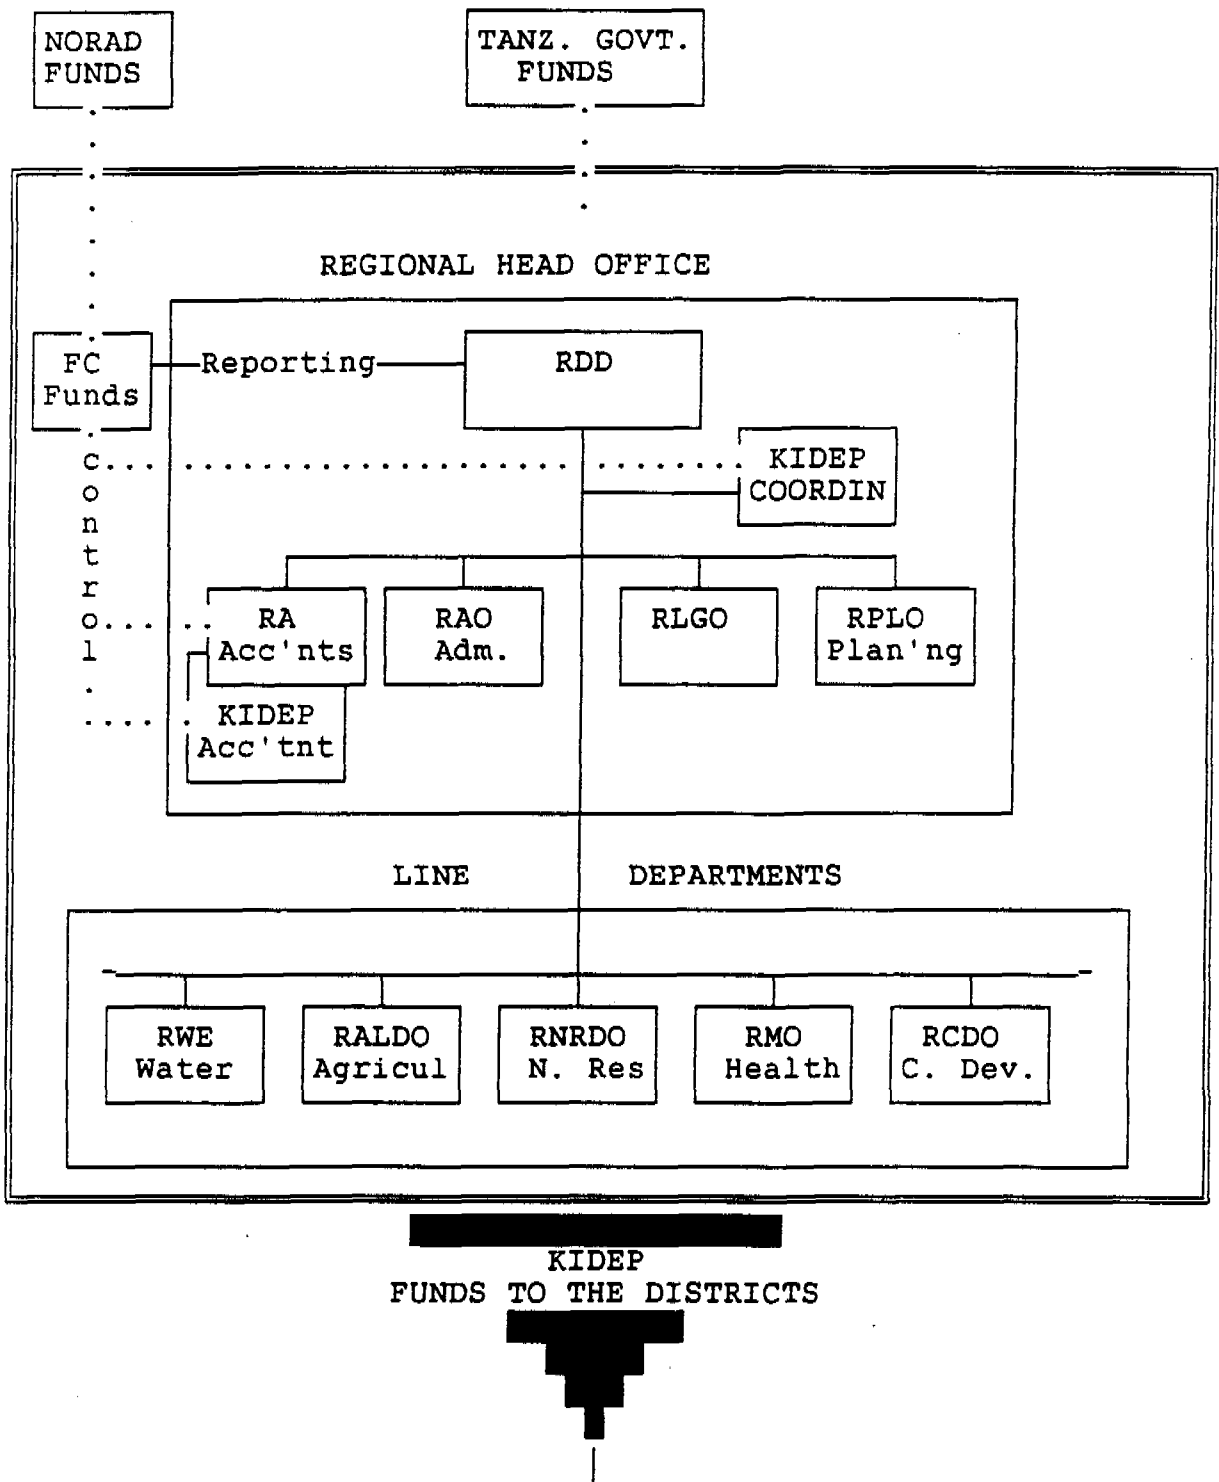 NORAD
FUNDS
TANZ. GOVT.
FUNDS
REGIONAL HEAD OFFICE
FC
Funds
Reporting
RDD
control
KIDEP
COORDIN
RA
Acc'nts
RAO
Adm.
RLGO
RPLO
Plan'ng
KIDEP
Acc'tnt
LINE DEPARTMENTS
RWE
Water
RALDO
Agricul
RNRDO
N. Res
RMO
Health
RCDO
C. Dev.
KIDEP
FUNDS TO THE DISTRICTS